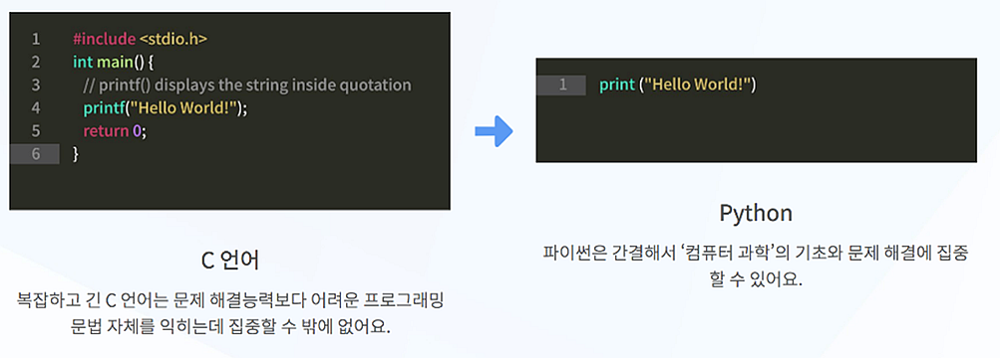 1 #include <stdio.h>
2 int main() {
3 // printf() displays the string inside quotation
4 printf("Hello World!");
5 return 0;
6 }
C 언어
복잡하고 긴 C 언어는 문제 해결능력보다 어려운 프로그래밍
문법 자체를 익히는데 집중할 수 밖에 없어요.
1 print ("Hello World!")
Python
파이썬은 간결해서 ‘컴퓨터 과학’의 기초와 문제 해결에 집중
할 수 있어요.